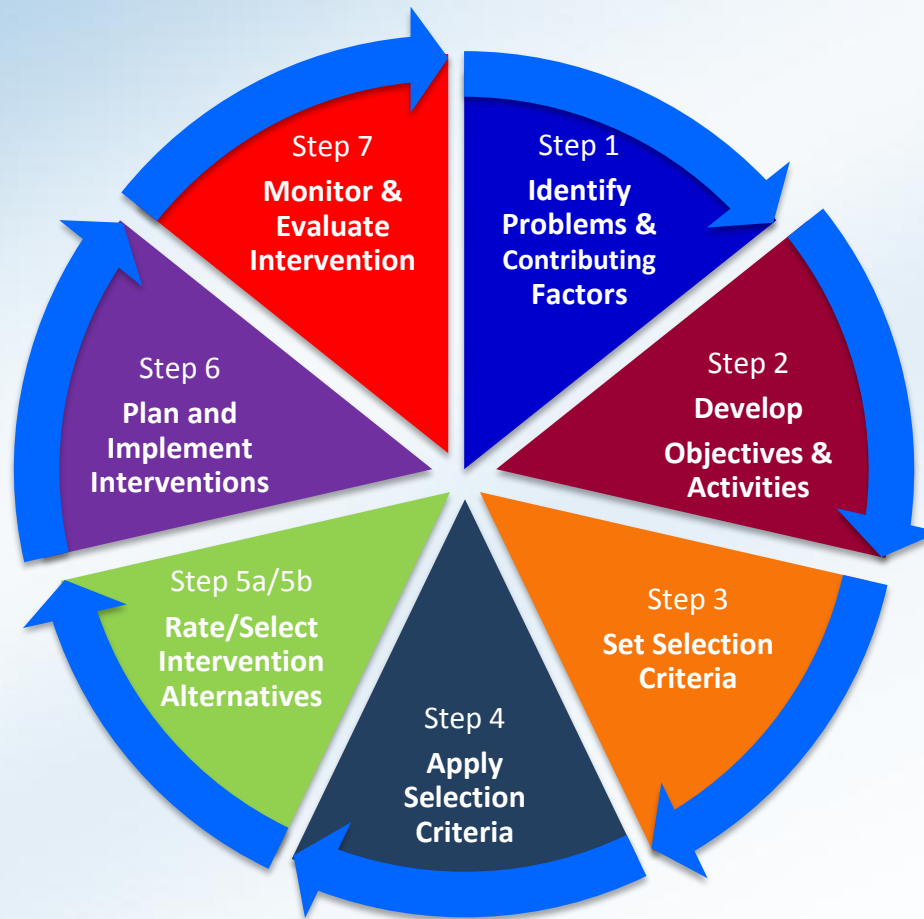 Step 1
Identify
Problems &
Contributing
Factors
Step 2
Develop
Objectives &
Activities
Step 3
Set Selection
Criteria
Step 4
Apply
Selection
Criteria
Step 5a/5b
Rate/Select
Intervention
Alternatives
Step 6
Plan and
Implement
Interventions
Step 7
Monitor &
Evaluate
Intervention